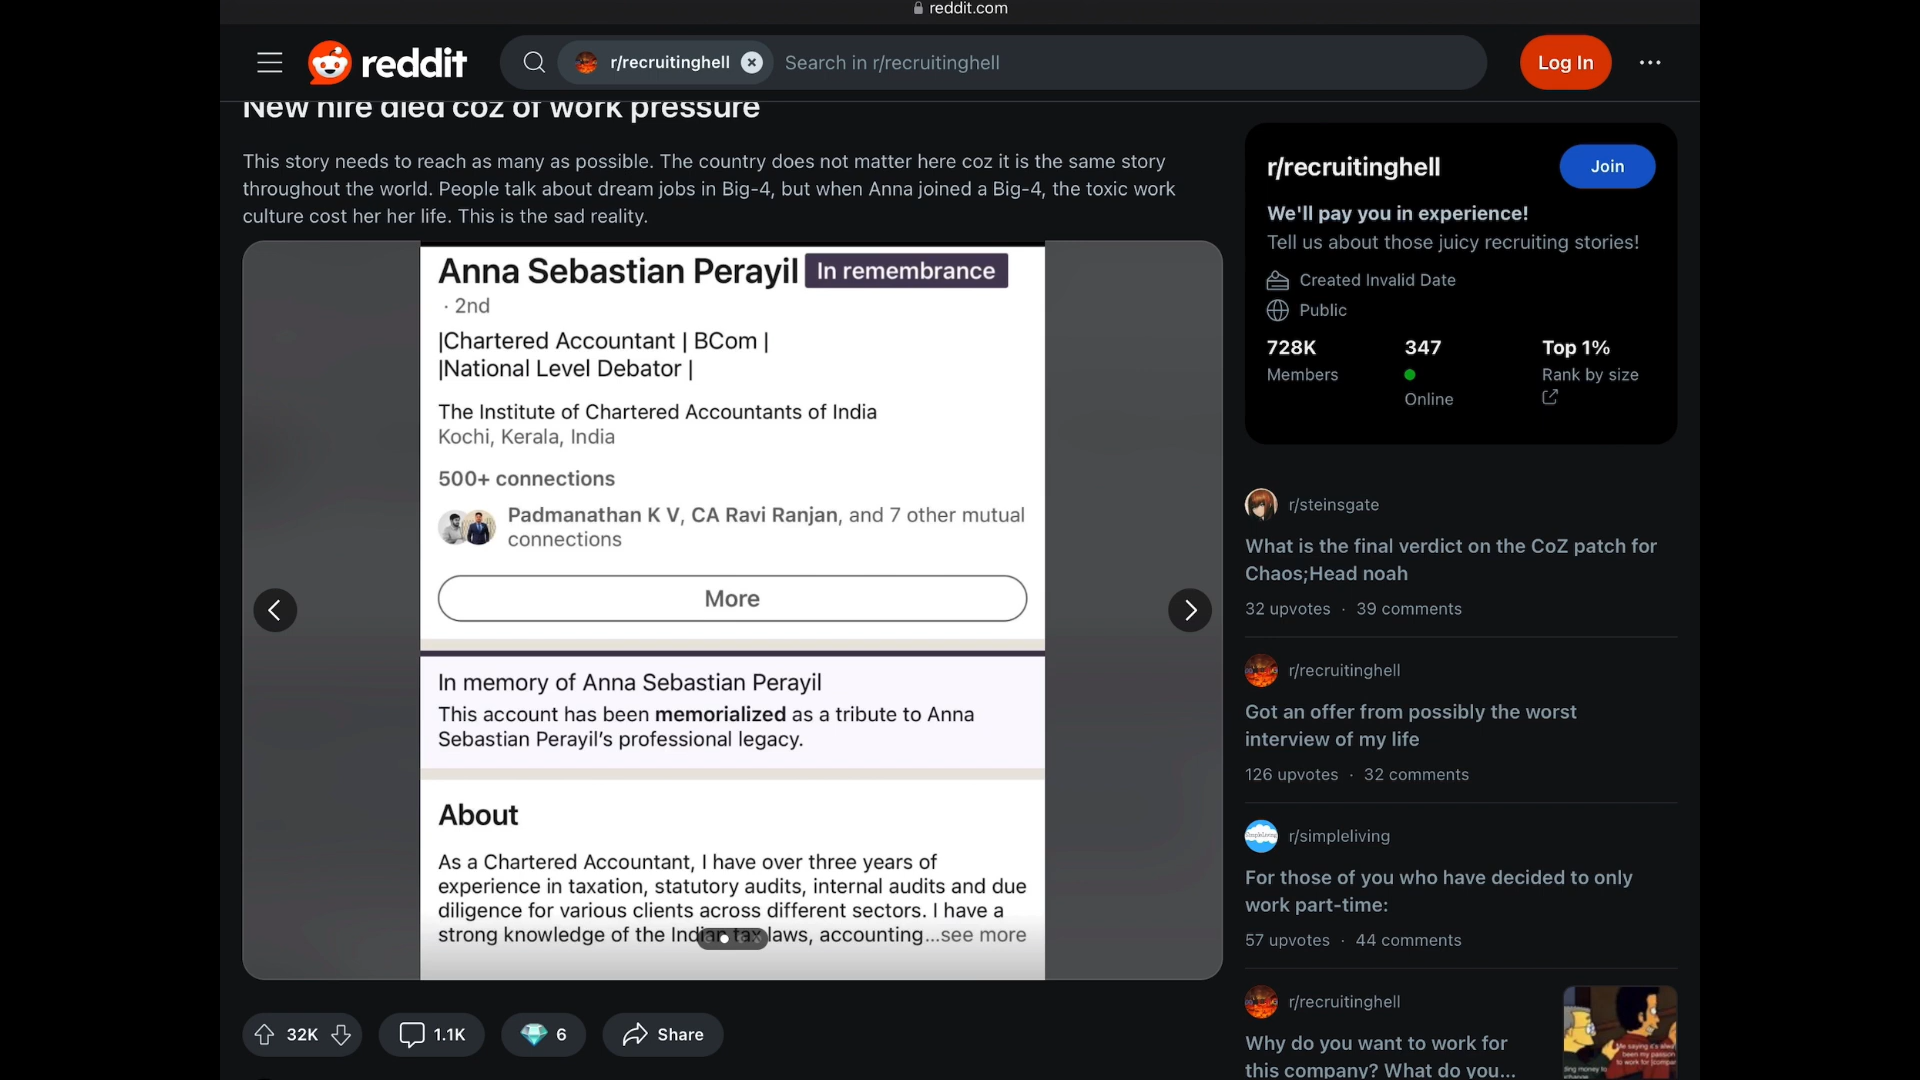 reddit.com
reddit
r/recruitinghell
Search in r/recruitinghell
Log In
New hire died coz of work pressure
This story needs to reach as many as possible. The country does not matter here coz it is the same story
throughout the world. People talk about dream jobs in Big-4, but when Anna joined a Big-4, the toxic work
culture cost her her life. This is the sad reality.
Anna Sebastian Perayil In remembrance
· 2nd
|Chartered Accountant | BCom |
|National Level Debator |
The Institute of Chartered Accountants of India
Kochi, Kerala, India
500+ connections
Padmanathan K V, CA Ravi Ranjan, and 7 other mutual
connections
More
In memory of Anna Sebastian Perayil
This account has been memorialized as a tribute to Anna
Sebastian Perayil's professional legacy.
About
As a Chartered Accountant, I have over three years of
experience in taxation, statutory audits, internal audits and due
diligence for various clients across different sectors. I have a
strong knowledge of the Indian tax laws, accounting...see more
32K
1.1K
6
Share
r/recruitinghell
Join
We'll pay you in experience!
Tell us about those juicy recruiting stories!
Created Invalid Date
Public
728K
Members
347
Online
Top 1%
Rank by size
r/steinsgate
What is the final verdict on the CoZ patch for
Chaos;Head noah
32 upvotes · 39 comments
r/recruitinghell
Got an offer from possibly the worst
interview of my life
126 upvotes · 32 comments
r/simpleliving
For those of you who have decided to only
work part-time:
57 upvotes · 44 comments
r/recruitinghell
Why do you want to work for
this company? What do you...